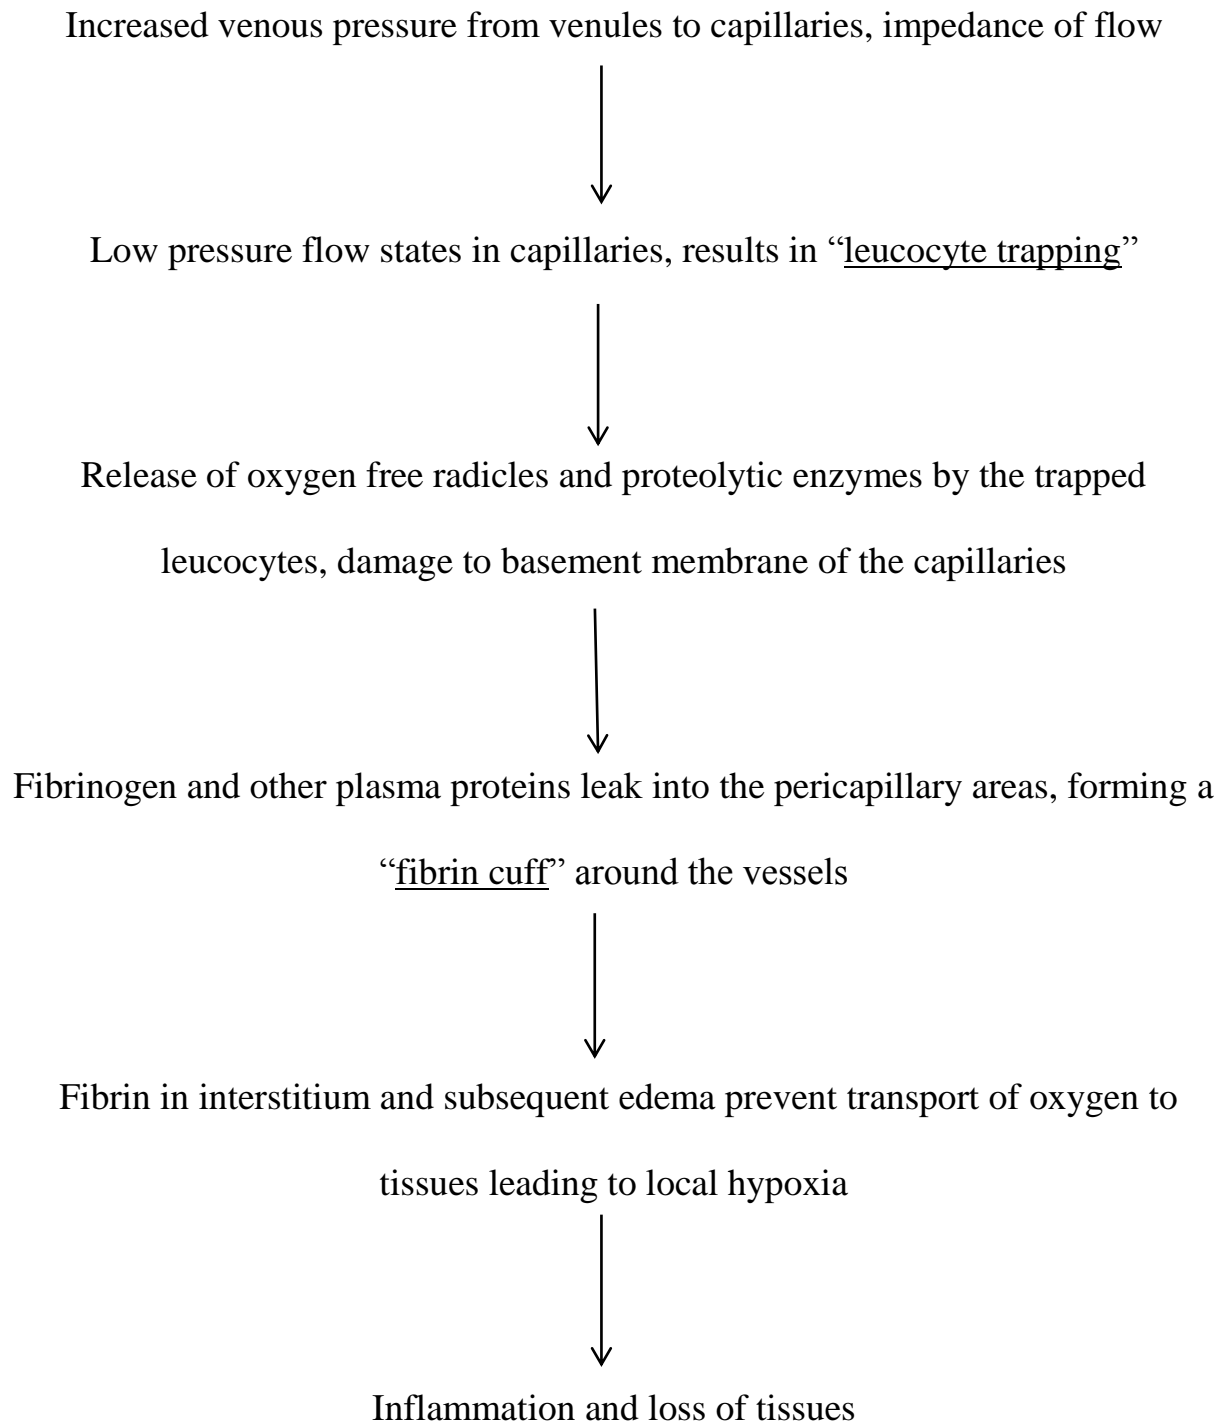 Increased venous pressure from venules to capillaries, impedance of flow
Low pressure flow states in capillaries, results in “leucocyte trapping”
Release of oxygen free radicles and proteolytic enzymes by the trapped
leucocytes, damage to basement membrane of the capillaries
Fibrinogen and other plasma proteins leak into the pericapillary areas, forming a
“fibrin cuff” around the vessels
Fibrin in interstitium and subsequent edema prevent transport of oxygen to
tissues leading to local hypoxia
Inflammation and loss of tissues